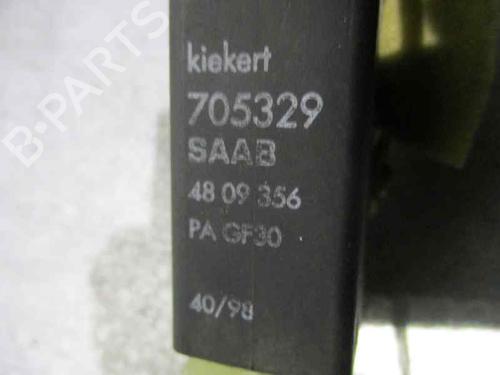 kiekert
705329
SAAB
48 09 356
PA GF30
40/98
B-PARTS